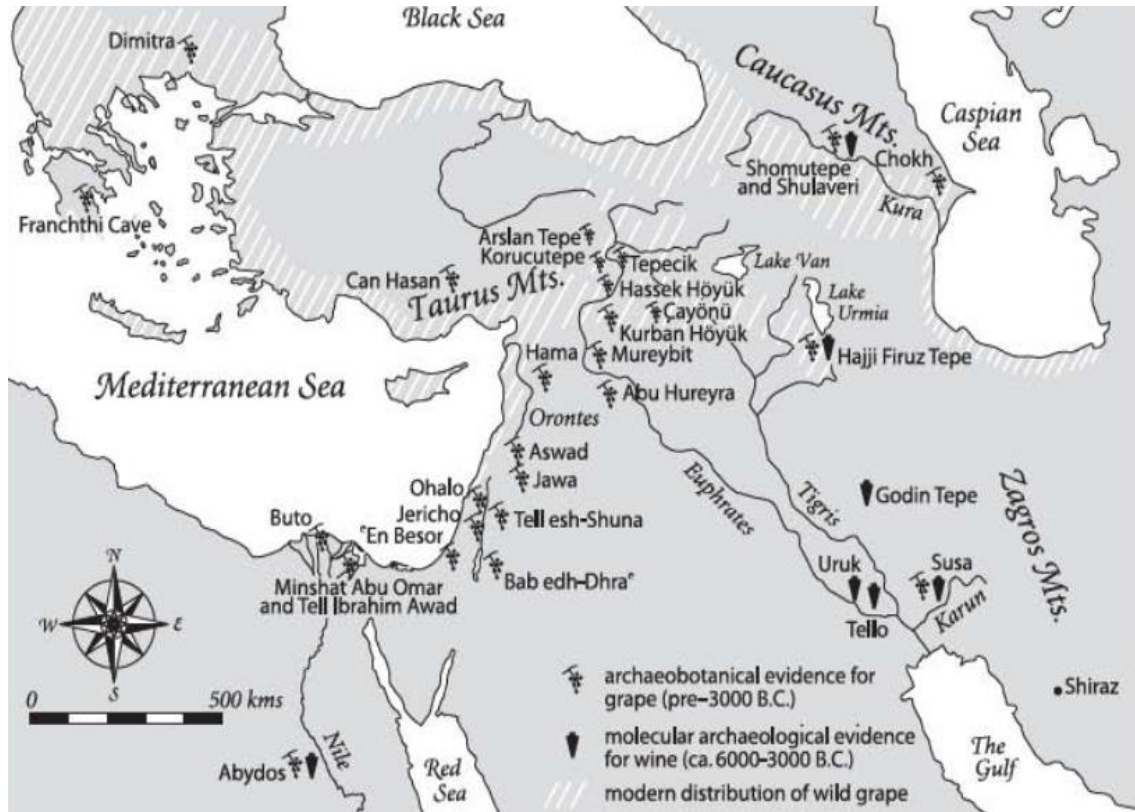 Black Sea
Dimitra
Caucasus Mts.
Caspian
Sea
Chokh
Shomutepe
and Shulaveri
Kura
Franchthi Cave
Arslan Tepe
Korucutepe
Tepecik
Lake Van
Can Hasan
Taurus Mts.
Hassek Höyük
Lake
Urmia
Çayönü
Kurban Höyük
Hama
Mureybit
Hajji Firuz Tepe
Mediterranean Sea
Abu Hureyra
Orontes
Aswad
Jawa
Euphrates
Tigris
Godin Tepe
Zagros Mts.
Ohalo
Jericho
Tell esh-Shuna
Buto
ᵉEn Besor
Bab edh-Dhraᵉ
Uruk
Susa
Minshat Abu Omar
and Tell Ibrahim Awad
Tello
Karun
N
W
E
S
0
500 kms
archaeobotanical evidence for
grape (pre–3000 B.C.)
Shiraz
molecular archaeological evidence
for wine (ca. 6000–3000 B.C.)
The
Gulf
Nile
Abydos
Red
Sea
modern distribution of wild grape